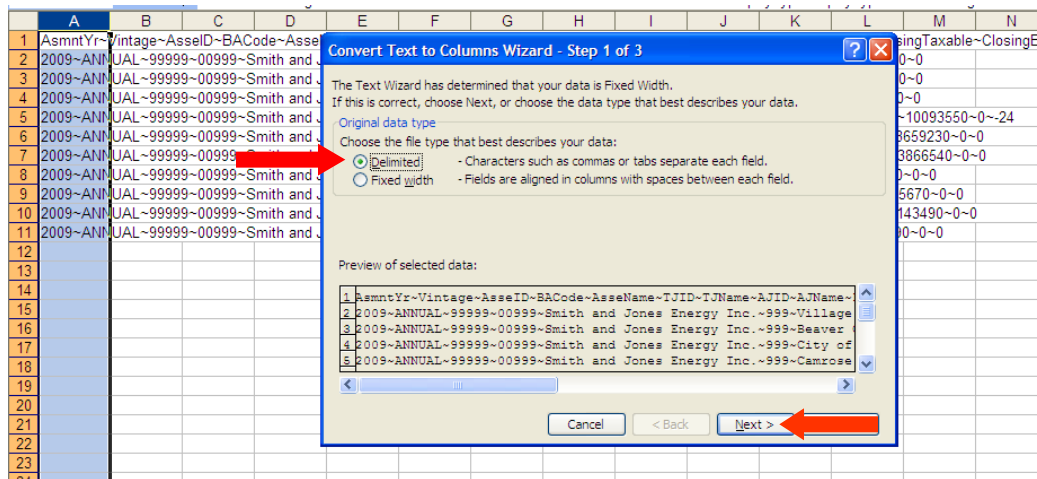 A B C D E F G H I J K L M N
1 AsmntYr~Vintage~AsseID~BACode~Asse singTaxable~ClosingE
2 2009~ANNUAL~99999~00999~Smith and J 0~0
3 2009~ANNUAL~99999~00999~Smith and J 0~0
4 2009~ANNUAL~99999~00999~Smith and J 0~0
5 2009~ANNUAL~99999~00999~Smith and J ~10093550~0~-24
6 2009~ANNUAL~99999~00999~Smith and J 3659230~0~0
7 2009~ANNUAL~99999~00999 3866540~0~0
8 2009~ANNUAL~99999~00999~Smith and J 0~0~0
9 2009~ANNUAL~99999~00999~Smith and J 5670~0~0
10 2009~ANNUAL~99999~00999~Smith and J 143490~0~0
11 2009~ANNUAL~99999~00999~Smith and J 90~0~0
12
13
14
15
16
17
18
19
20
21
22
23
Convert Text to Columns Wizard - Step 1 of 3
The Text Wizard has determined that your data is Fixed Width.
If this is correct, choose Next, or choose the data type that best describes your data.
Original data type
Choose the file type that best describes your data:
Delimited - Characters such as commas or tabs separate each field.
Fixed width - Fields are aligned in columns with spaces between each field.
Preview of selected data:
1 AsmntYr~Vintage~AsseID~BACode~AsseName~TJID~TJName~AJID~AJName~
2 2009~ANNUAL~99999~00999~Smith and Jones Energy Inc.~999~Village
3 2009~ANNUAL~99999~00999~Smith and Jones Energy Inc.~999~Beaver
4 2009~ANNUAL~99999~00999~Smith and Jones Energy Inc.~999~City of
5 2009~ANNUAL~99999~00999~Smith and Jones Energy Inc.~999~Camrose
Cancel < Back Next >